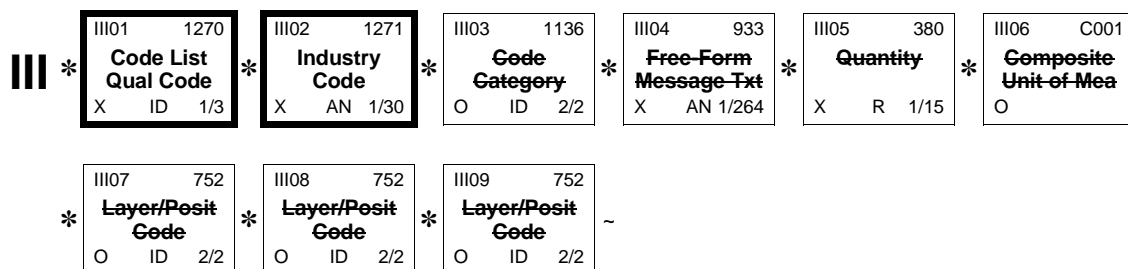 III01 1270 III02 1271 III03 1136 III04 933 III05 380 III06 C001
III * Code List * Industry * Code * Free-Form * Quantity * Composite
Qual Code Code Category Message Txt Unit of Mea
X ID 1/3 X AN 1/30 O ID 2/2 X AN 1/264 X R 1/15 O
III07 752 III08 752 III09 752
* Layer/Posit * Layer/Posit * Layer/Posit ~
Code Code Code
O ID 2/2 O ID 2/2 O ID 2/2